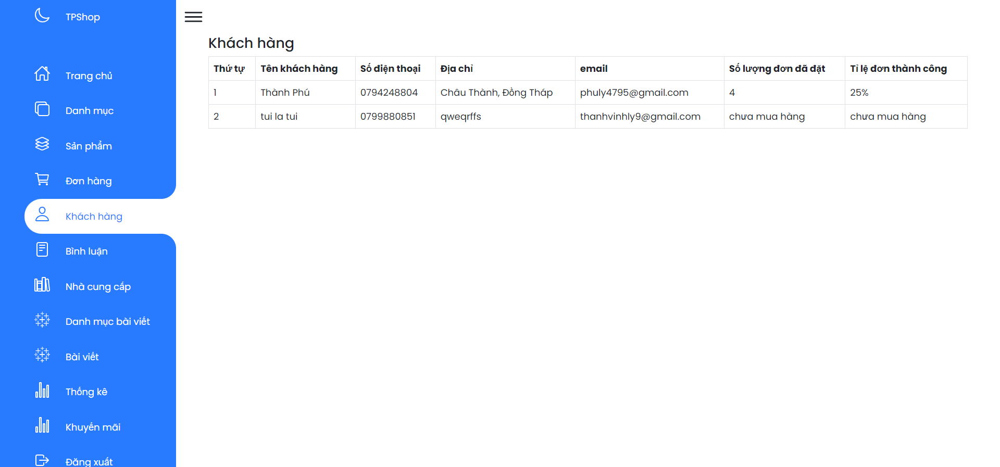 TPShop
Trang chủ
Danh mục
Sản phẩm
Đơn hàng
Khách hàng
Bình luận
Nhà cung cấp
Danh mục bài viết
Bài viết
Thống kê
Khuyến mãi
Đăng xuất
Khách hàng
Thứ tự Tên khách hàng Số điện thoại Địa chỉ email Số lượng đơn đã đặt Tỉ lệ đơn thành công
1 Thành Phú 0794248804 Châu Thành, Đồng Tháp phuly4795@gmail.com 4 25%
2 tui la tui 0799880851 qweqrffs thanhvinhly9@gmail.com chưa mua hàng chưa mua hàng